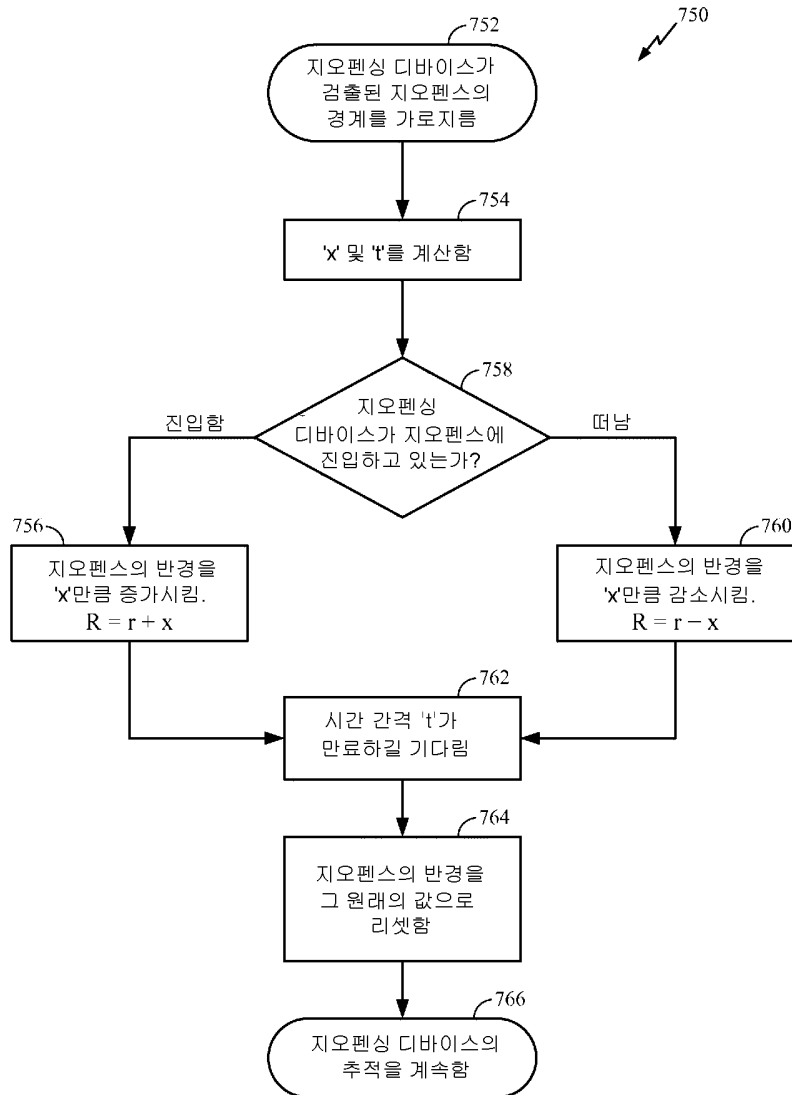 750
752
지오펜싱 디바이스가
검출된 지오펜스의
경계를 가로지름
754
'x' 및 't'를 계산함
758
지오펜싱
디바이스가 지오펜스에
진입하고 있는가?
진입함
떠남
756
지오펜스의 반경을
'x'만큼 증가시킴.
R = r + x
760
지오펜스의 반경을
'x'만큼 감소시킴.
R = r − x
762
시간 간격 't'가
만료하길 기다림
764
지오펜스의 반경을
그 원래의 값으로
리셋함
766
지오펜싱 디바이스의
추적을 계속함